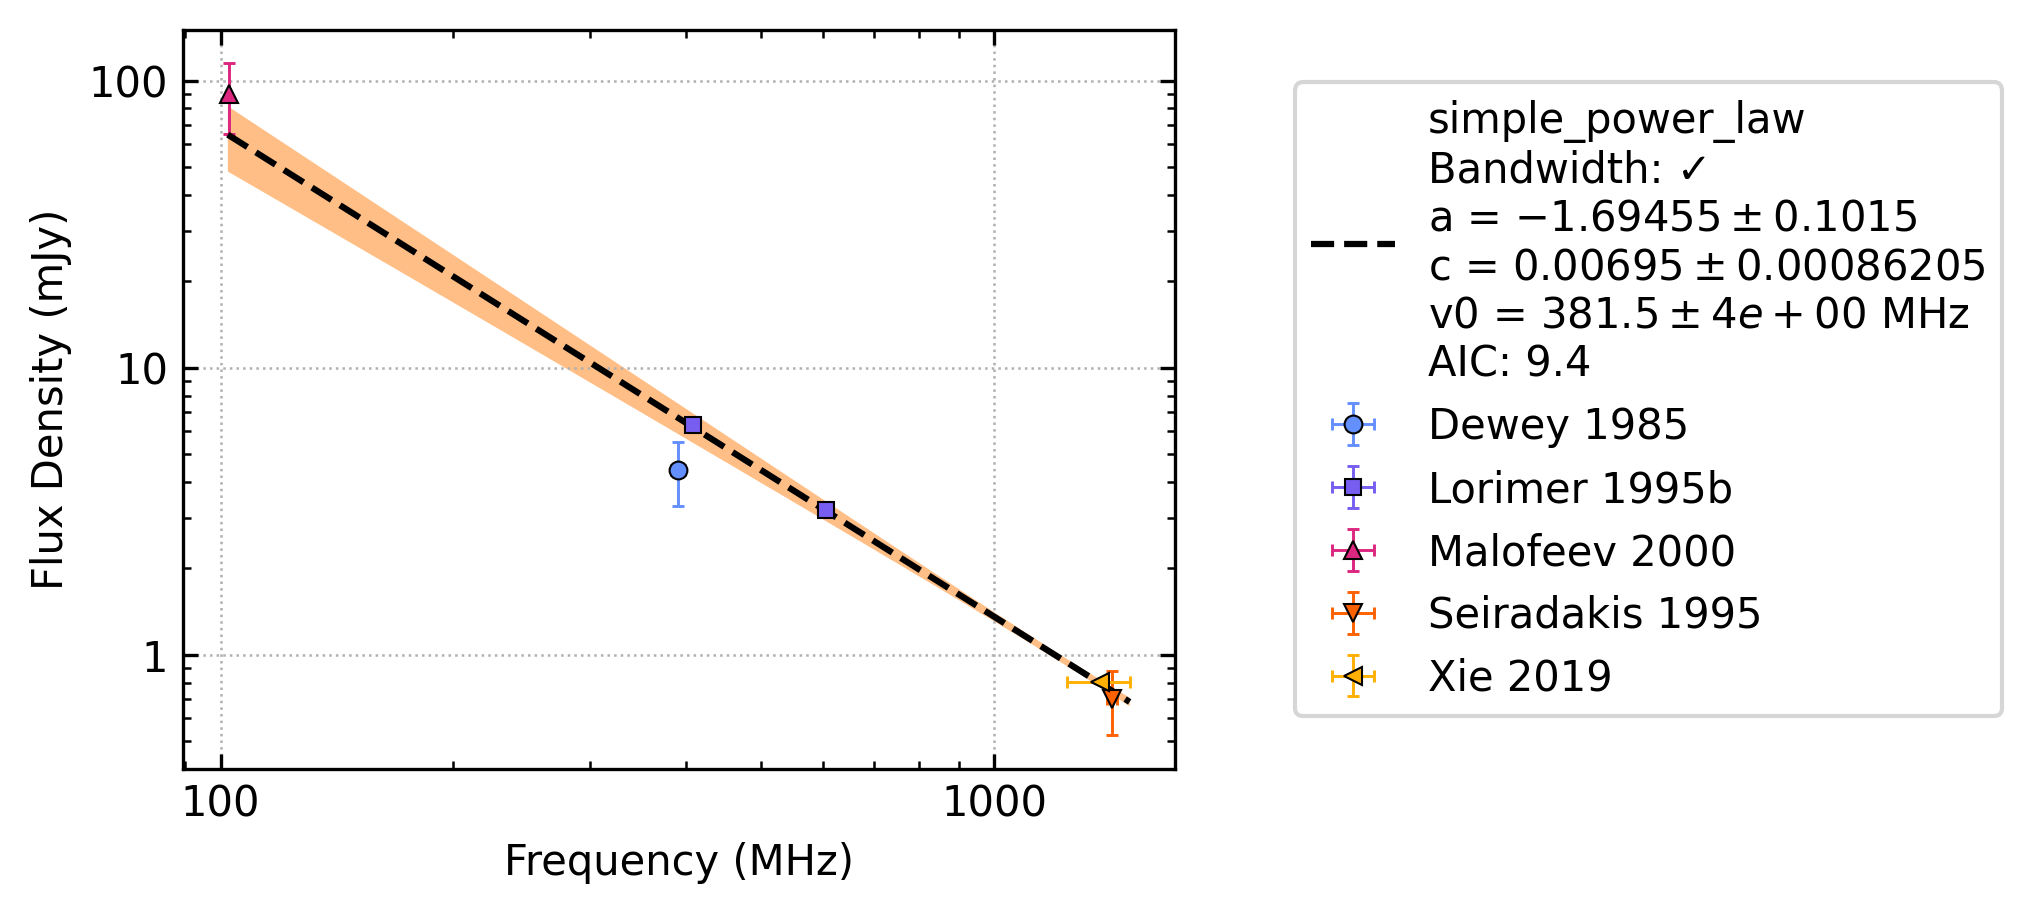 100
10
1
Flux Density (mJy)
100
1000
Frequency (MHz)
simple_power_law
Bandwidth: ✓
a = −1.69455 ± 0.1015
c = 0.00695 ± 0.00086205
v0 = 381.5 ± 4e + 00 MHz
AIC: 9.4
Dewey 1985
Lorimer 1995b
Malofeev 2000
Seiradakis 1995
Xie 2019